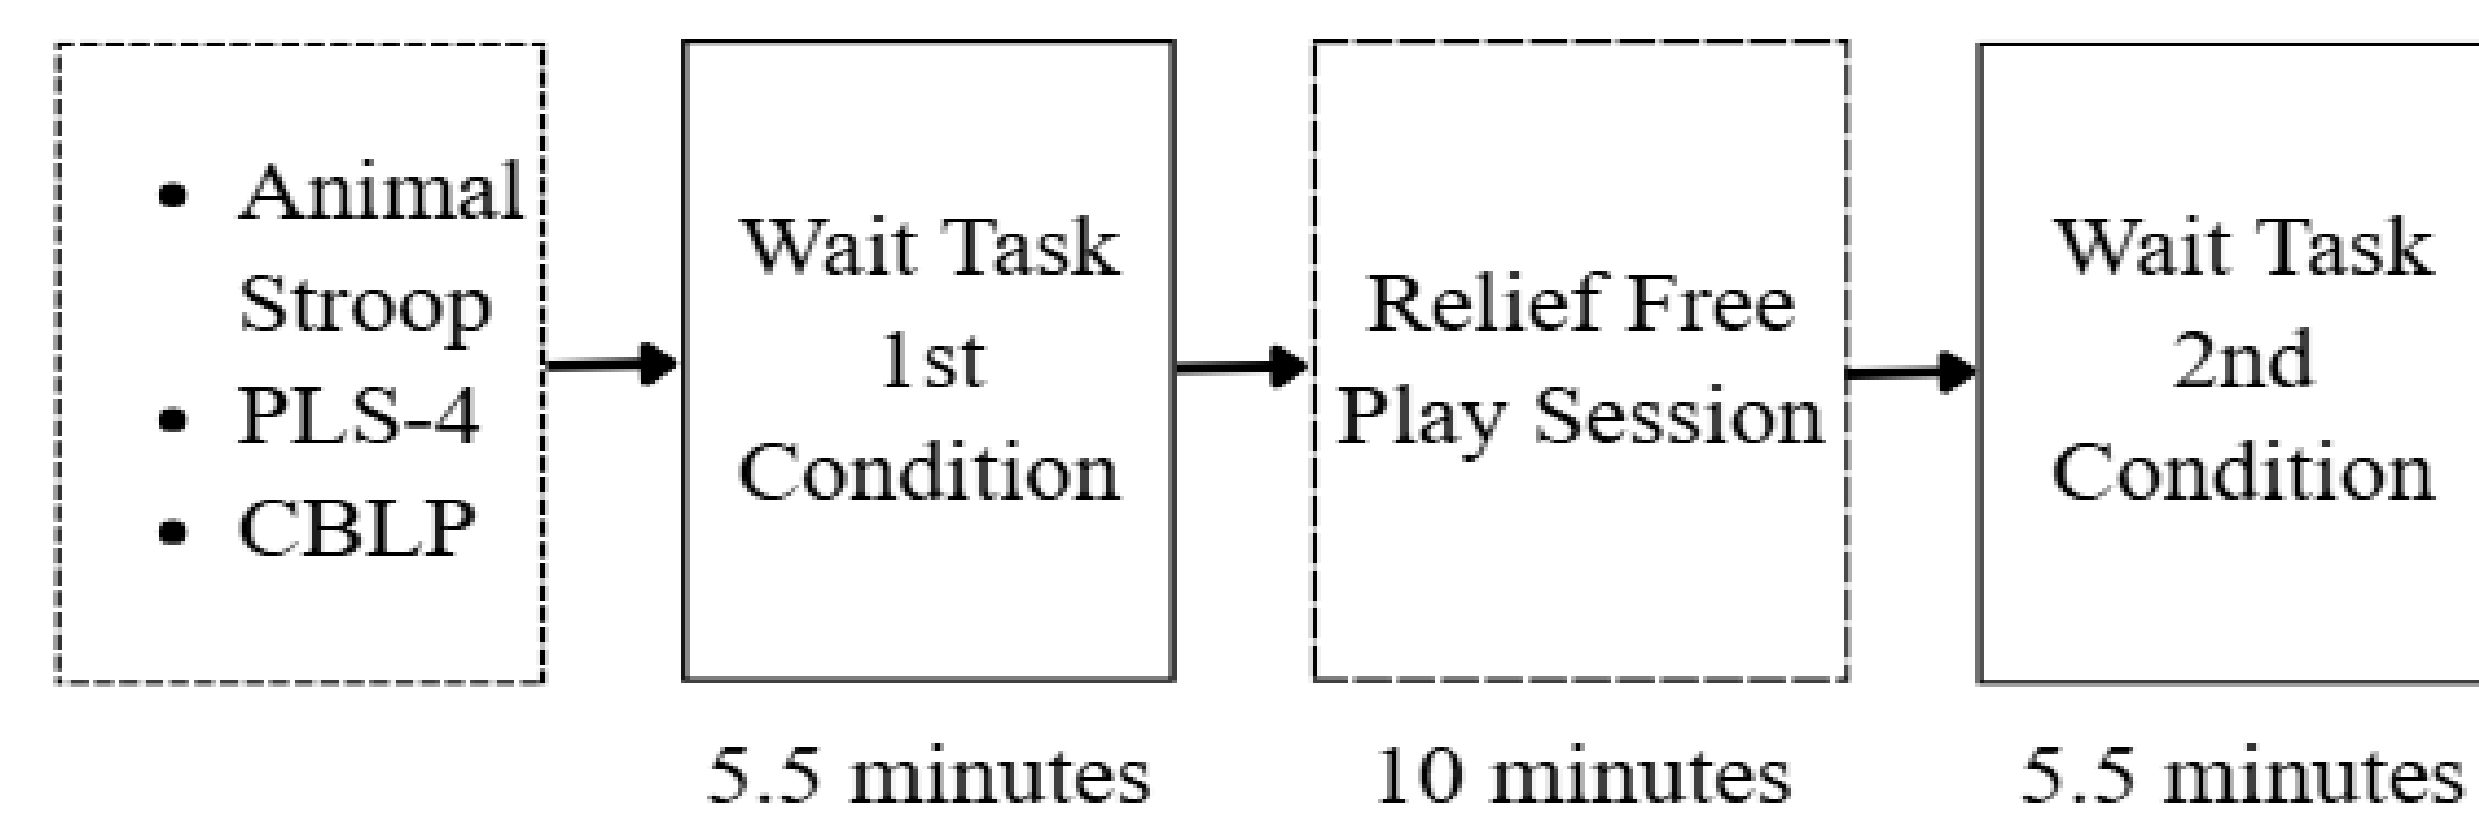 • Animal
Stroop
• PLS-4
• CBLP
Wait Task
1st
Condition
5.5 minutes
Relief Free
Play Session
10 minutes
Wait Task
2nd
Condition
5.5 minutes